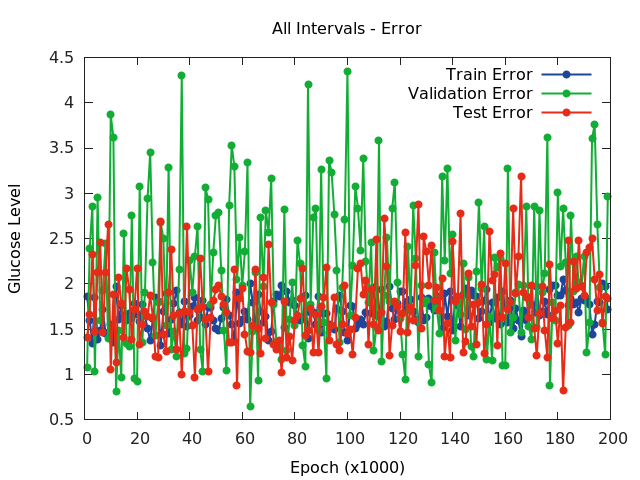 All Intervals - Error
Train Error
Validation Error
Test Error
4.5
4
3.5
3
2.5
2
1.5
1
0.5
Glucose Level
0 20 40 60 80 100 120 140 160 180 200
Epoch (x1000)